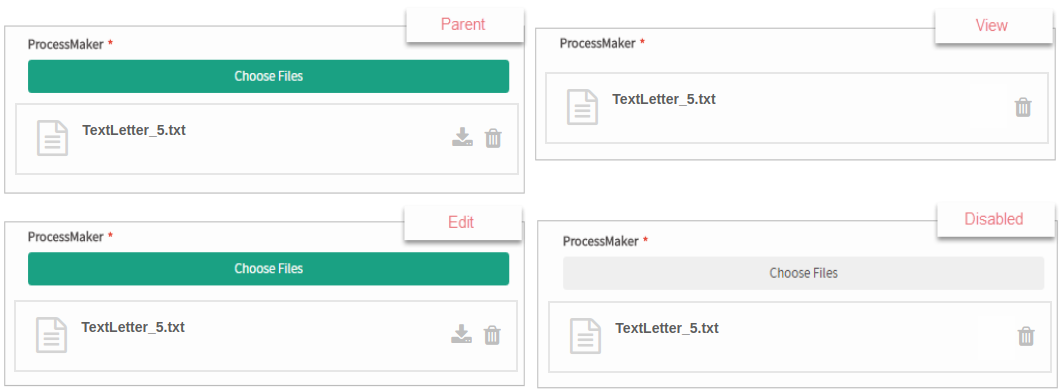 Parent
ProcessMaker *
Choose Files
TextLetter_5.txt
View
ProcessMaker *
TextLetter_5.txt
Edit
ProcessMaker *
Choose Files
TextLetter_5.txt
Disabled
ProcessMaker *
Choose Files
TextLetter_5.txt